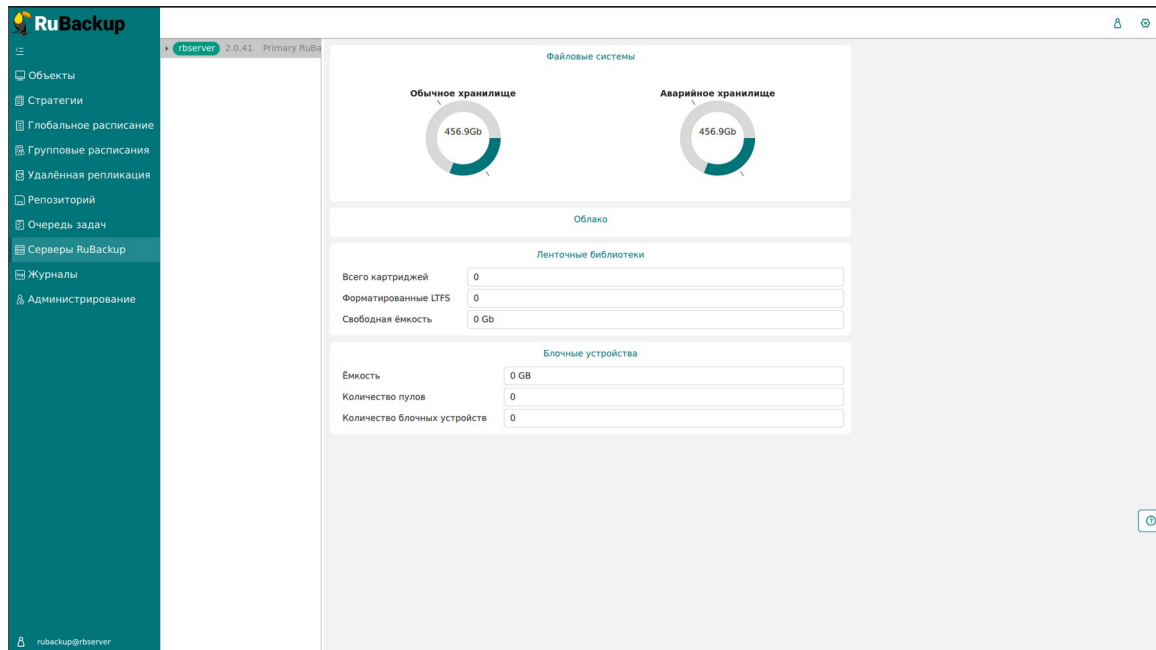 RuBackup
Объекты
Стратегии
Глобальное расписание
Групповые расписания
Удалённая репликация
Репозиторий
Очередь задач
Серверы RuBackup
Журналы
Администрирование
rubackup@rbserver
rbserver 2.0.41 Primary RuBa
Файловые системы
Обычное хранилище
456.9Gb
Аварийное хранилище
456.9Gb
Облако
Ленточные библиотеки
Всего картриджей 0
Форматированные LTFS 0
Свободная ёмкость 0 Gb
Блочные устройства
Ёмкость 0 GB
Количество пулов 0
Количество блочных устройств 0